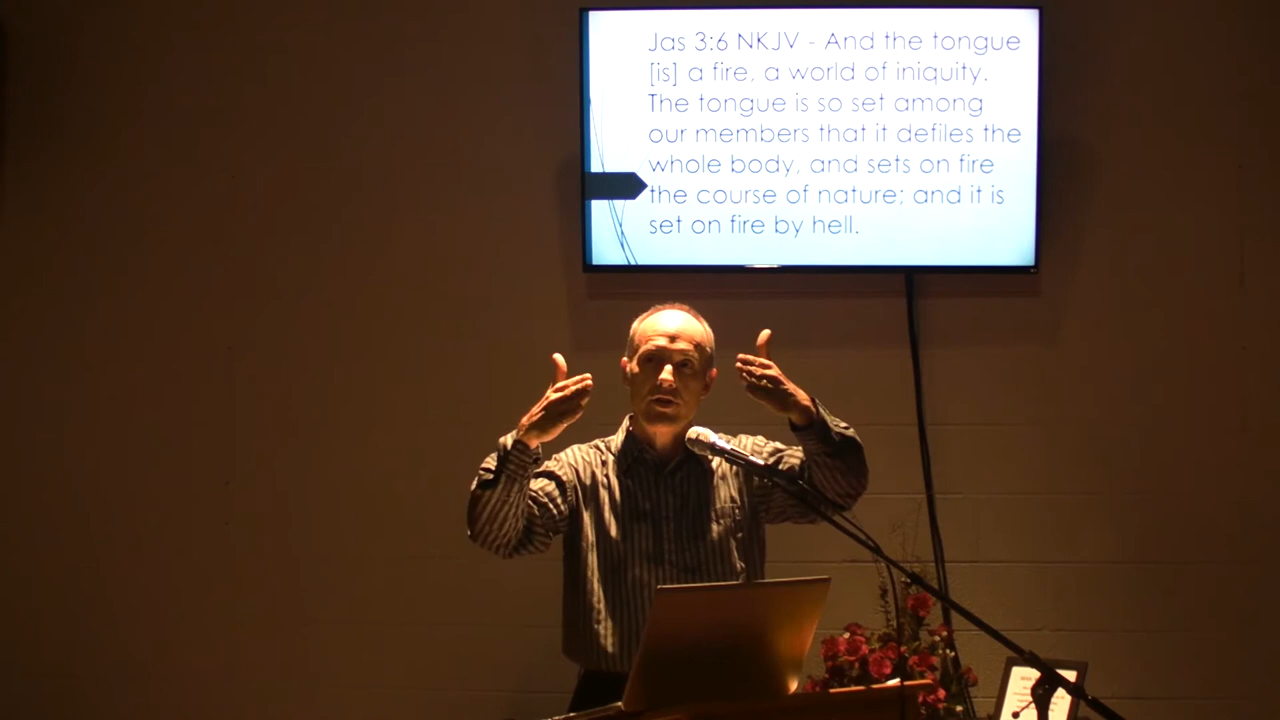 Jas 3:6 NKJV - And the tongue
[is] a fire, a world of iniquity.
The tongue is so set among
our members that it defiles the
whole body, and sets on fire
the course of nature; and it is
set on fire by hell.